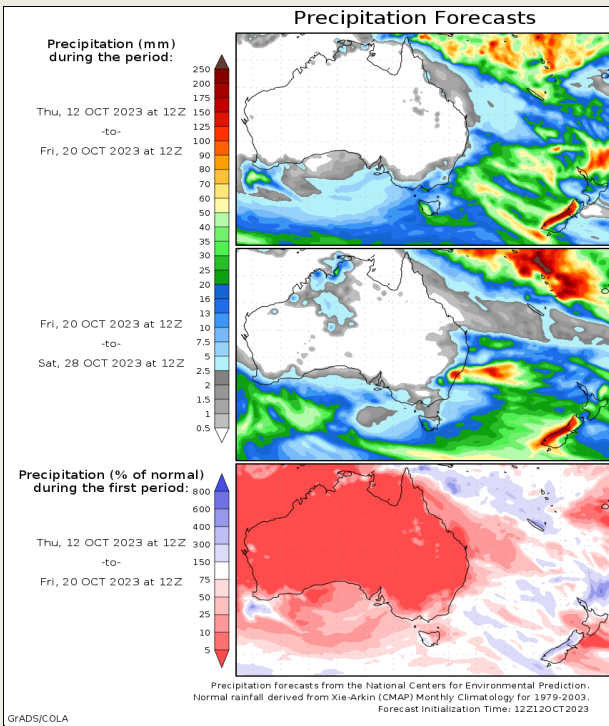 Precipitation Forecasts
Precipitation (mm)
during the period:
Thu, 12 OCT 2023 at 12Z
-to-
Fri, 20 OCT 2023 at 12Z
250
200
175
150
125
100
90
80
70
60
50
40
35
30
25
20
16
13
10
7.5
5
2.5
2
1.5
1
0.5
Fri, 20 OCT 2023 at 12Z
-to-
Sat, 28 OCT 2023 at 12Z
Precipitation (% of normal)
during the first period:
Thu, 12 OCT 2023 at 12Z
-to-
Fri, 20 OCT 2023 at 12Z
800
600
400
300
150
75
50
25
10
5
Precipitation forecasts from the National Centers for Environmental Prediction.
Normal rainfall derived from Xie-Arkin (CMAP) Monthly Climatology for 1979-2003.
Forecast Initialization Time: 12Z12OCT2023
GrADS/COLA